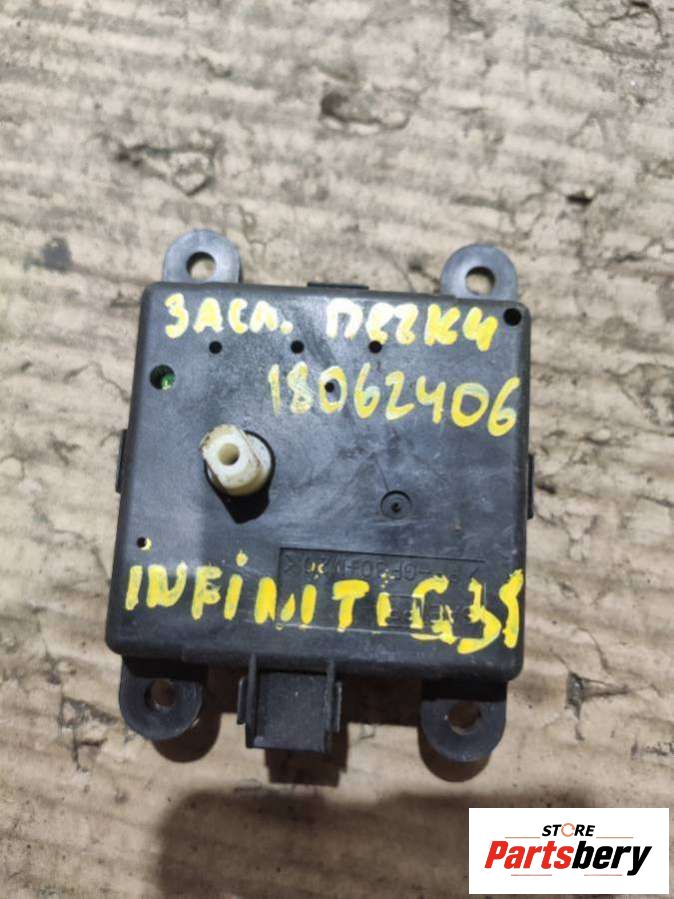 ЗАСЛ. ПЕЧКИ
18062406
INFINITI G35
STORE
Partsbery